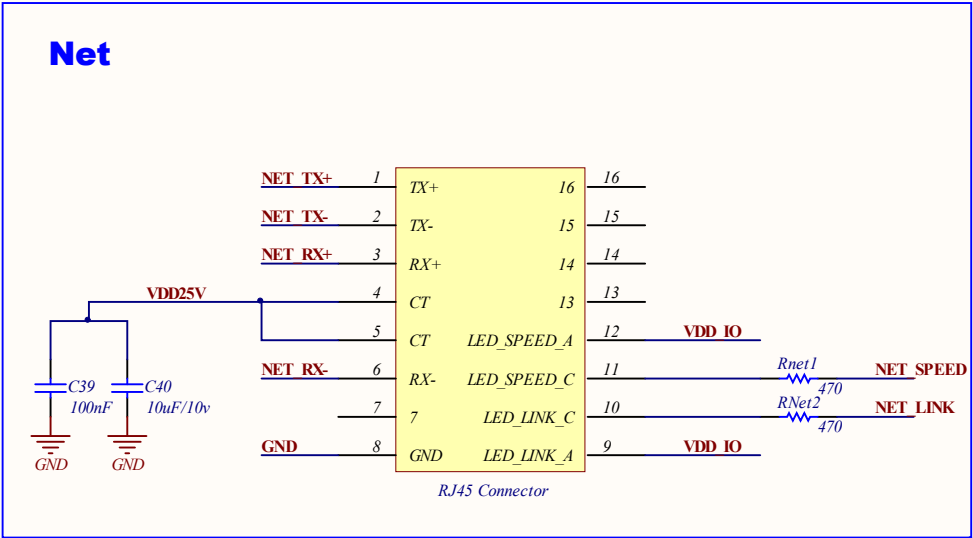 Net
NET_TX+ 1 TX+ 16 16
NET_TX- 2 TX- 15 15
NET_RX+ 3 RX+ 14 14
VDD25V 4 CT 13 13
5 CT LED_SPEED_A 12 VDD_IO
NET_RX- 6 RX- LED_SPEED_C 11 Rnet1 470 NET_SPEED
7 7 LED_LINK_C 10 RNet2 470 NET_LINK
GND 8 GND LED_LINK_A 9 VDD_IO
C39 C40
100nF 10uF/10v
GND GND
RJ45 Connector